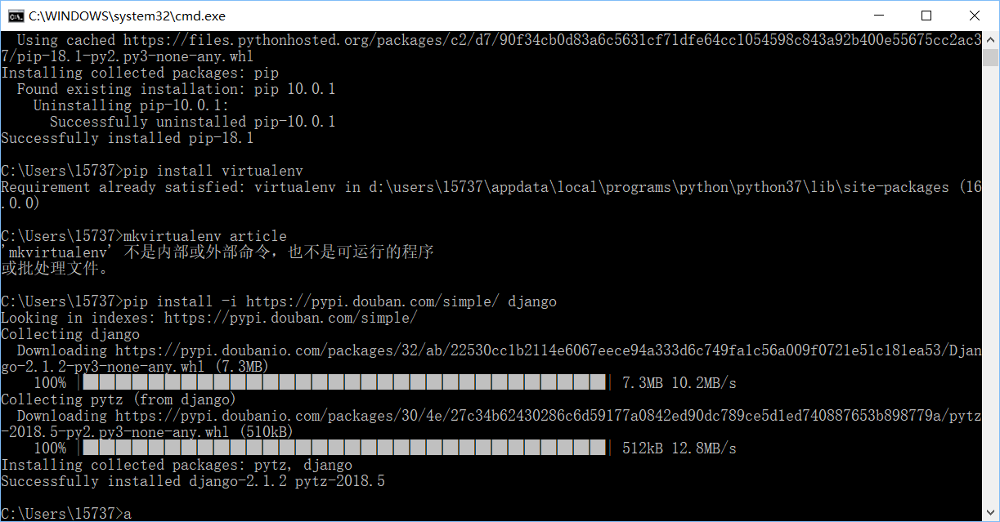 C:\WINDOWS\system32\cmd.exe
Using cached https://files.pythonhosted.org/packages/c2/d7/90f34cb0d83a6c5631cf71dfe64cc1054598c843a92b400e55675cc2ac3
7/pip-18.1-py2.py3-none-any.whl
Installing collected packages: pip
Found existing installation: pip 10.0.1
Uninstalling pip-10.0.1:
Successfully uninstalled pip-10.0.1
Successfully installed pip-18.1
C:\Users\15737>pip install virtualenv
Requirement already satisfied: virtualenv in d:\users\15737\appdata\local\programs\python\python37\lib\site-packages (16
.0.0)
C:\Users\15737>mkvirtualenv article
'mkvirtualenv' 不是内部或外部命令，也不是可运行的程序
或批处理文件。
C:\Users\15737>pip install -i https://pypi.douban.com/simple/ django
Looking in indexes: https://pypi.douban.com/simple/
Collecting django
Downloading https://pypi.doubanio.com/packages/32/ab/22530cc1b2114e6067eece94a333d6c749fa1c56a009f0721e51c181ea53/Djan
go-2.1.2-py3-none-any.whl (7.3MB)
100% |████████████████████████████████| 7.3MB 10.2MB/s
Collecting pytz (from django)
Downloading https://pypi.doubanio.com/packages/30/4e/27c34b62430286c6d59177a0842ed90dc789ce5d1ed740887653b898779a/pytz
-2018.5-py2.py3-none-any.whl (510kB)
100% |████████████████████████████████| 512kB 12.8MB/s
Installing collected packages: pytz, django
Successfully installed django-2.1.2 pytz-2018.5
C:\Users\15737>a